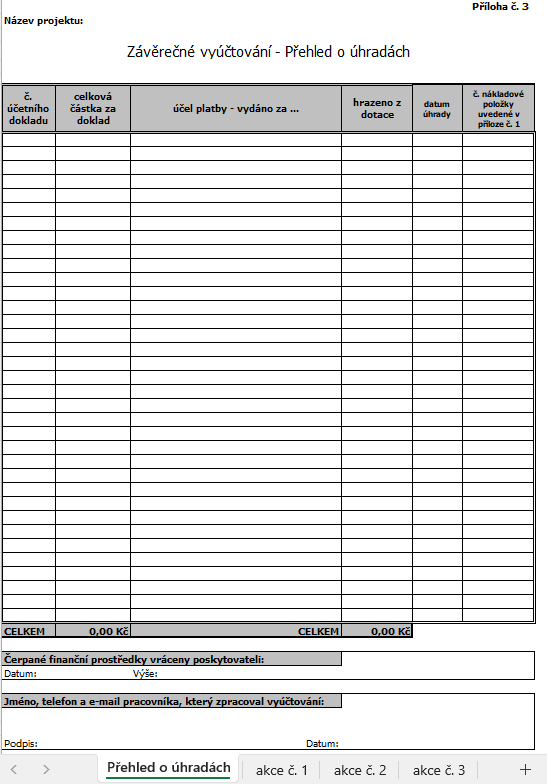 Příloha č. 3
Název projektu:
Závěrečné vyúčtování - Přehled o úhradách
č. účetního dokladu
celková částka za doklad
účel platby - vydáno za ...
hrazeno z dotace
datum úhrady
č. nákladové položky uvedené v příloze č. 1
CELKEM 0,00 Kč CELKEM 0,00 Kč
Čerpané finanční prostředky vráceny poskytovateli:
Datum: Výše:
Jméno, telefon a e-mail pracovníka, který zpracoval vyúčtování:
Podpis: Datum:
Přehled o úhradách akce č. 1 akce č. 2 akce č. 3